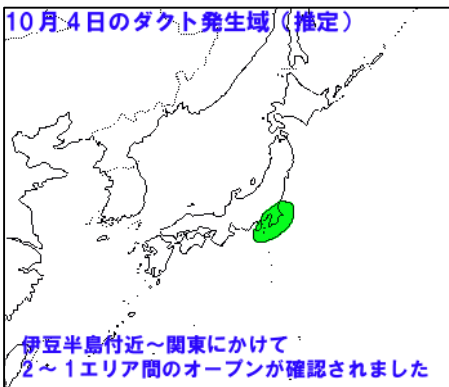 10月4日のダクト発生域(推定)
伊豆半島付近~関東にかけて
2~1エリア間のオープンが確認されました